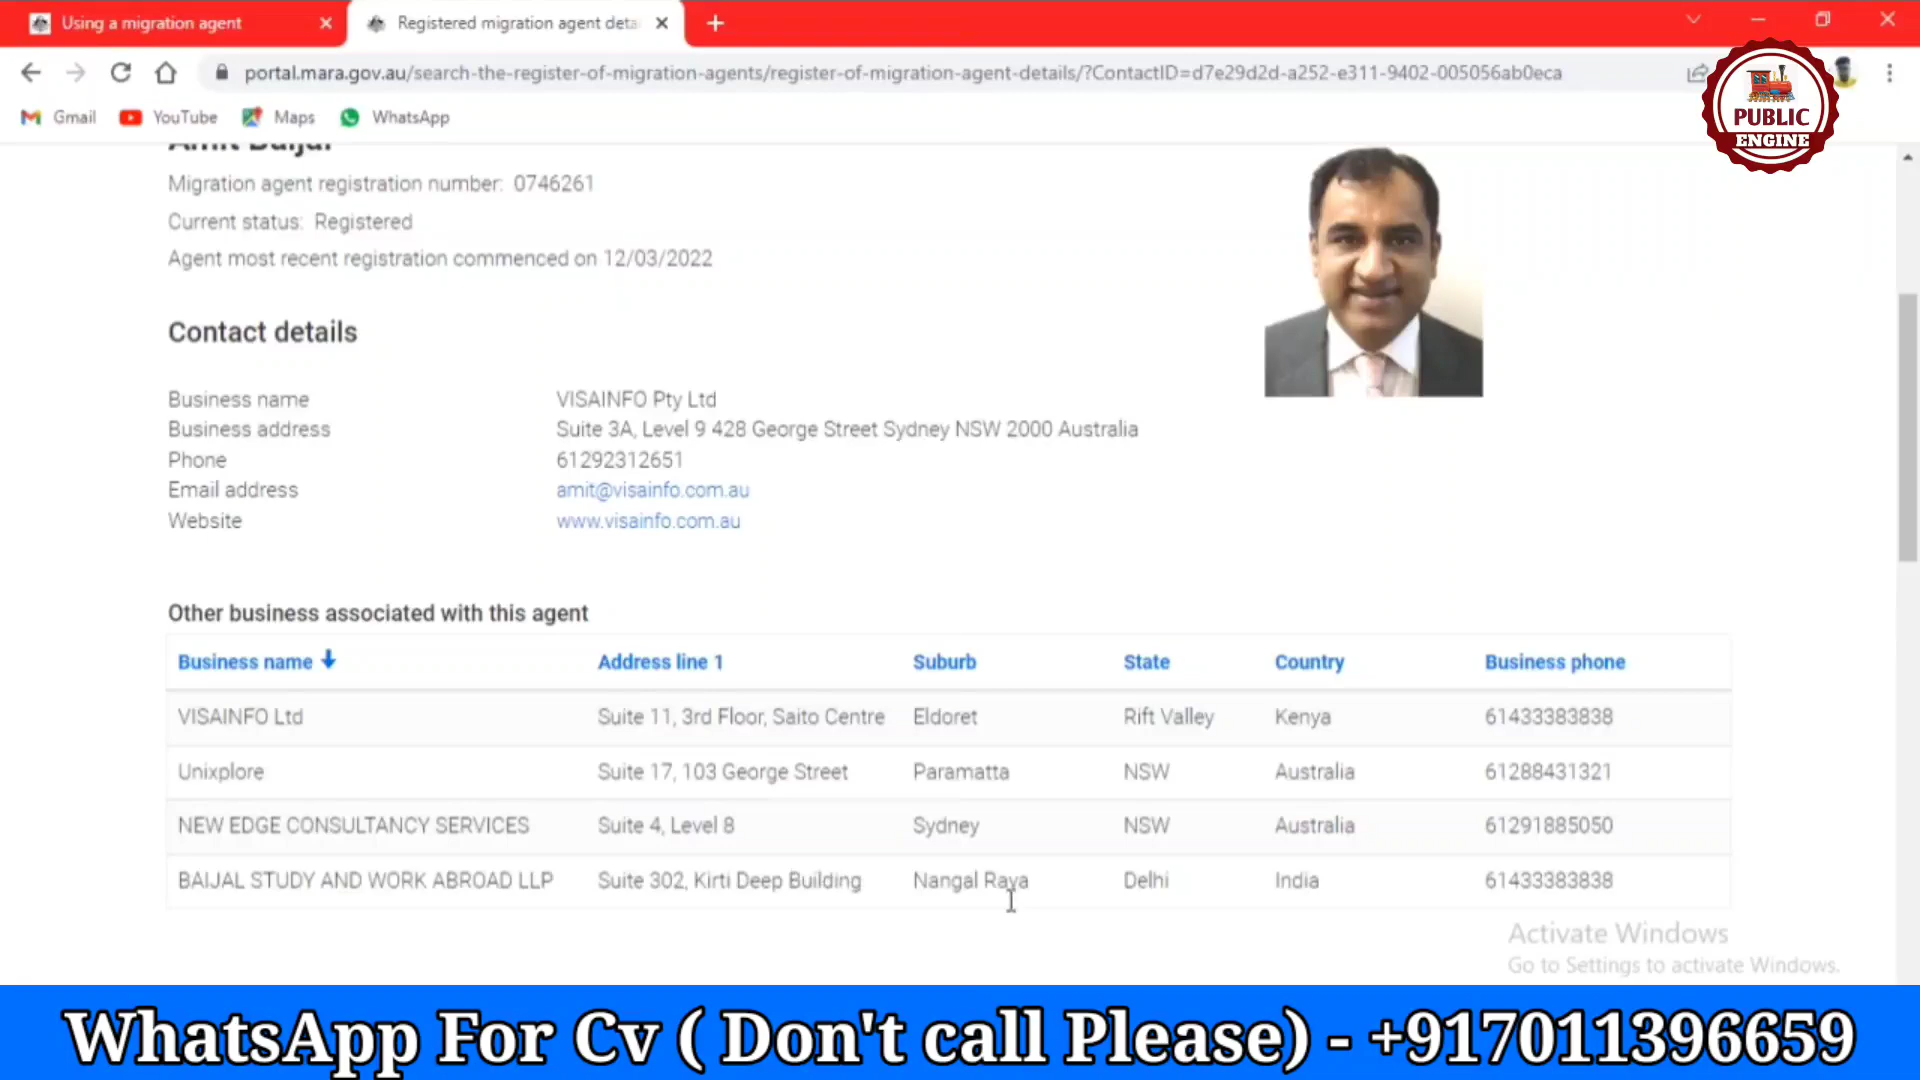 Using a migration agent
Registered migration agent deta
portal.mara.gov.au/search-the-register-of-migration-agents/register-of-migration-agent-details/?ContactID=d7e29d2d-a252-e311-9402-005056ab0eca
Gmail YouTube Maps WhatsApp
PUBLIC
ENGINE
Amit Baijal
Migration agent registration number: 0746261
Current status: Registered
Agent most recent registration commenced on 12/03/2022
Contact details
Business name VISAINFO Pty Ltd
Business address Suite 3A, Level 9 428 George Street Sydney NSW 2000 Australia
Phone 61292312651
Email address amit@visainfo.com.au
Website www.visainfo.com.au
Other business associated with this agent
Business name Address line 1 Suburb State Country Business phone
VISAINFO Ltd Suite 11, 3rd Floor, Saito Centre Eldoret Rift Valley Kenya 61433383838
Unixplore Suite 17, 103 George Street Paramatta NSW Australia 61288431321
NEW EDGE CONSULTANCY SERVICES Suite 4, Level 8 Sydney NSW Australia 61291885050
BAIJAL STUDY AND WORK ABROAD LLP Suite 302, Kirti Deep Building Nangal Raya Delhi India 61433383838
Activate Windows
Go to Settings to activate Windows.
WhatsApp For Cv ( Don't call Please) - +917011396659